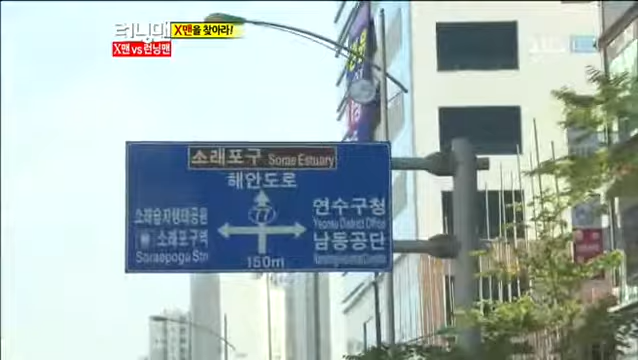 런닝맨
X맨을 찾아라!
X맨 vs 런닝맨
소래포구 Sorae Estuary
해안도로
77
소래습지생태공원
소래포구역
Soraepogu Stn
연수구청
Yeonsu District Office
남동공단
150m